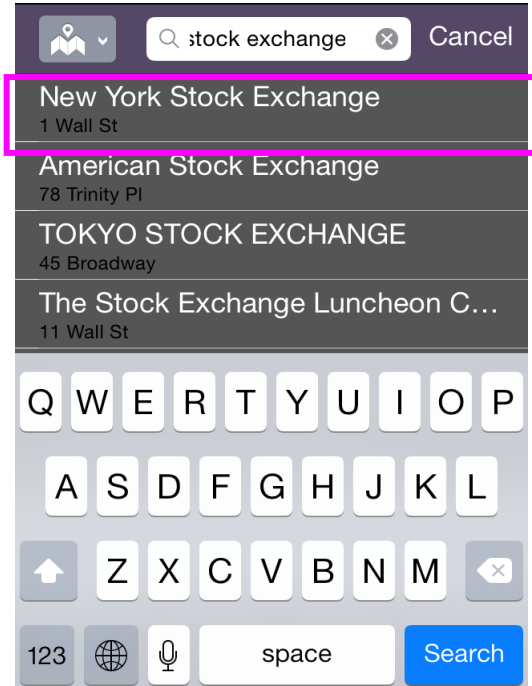 stock exchange Cancel
New York Stock Exchange
1 Wall St
American Stock Exchange
78 Trinity Pl
TOKYO STOCK EXCHANGE
45 Broadway
The Stock Exchange Luncheon C...
11 Wall St
Q W E R T Y U I O P
A S D F G H J K L
Z X C V B N M
123 space Search